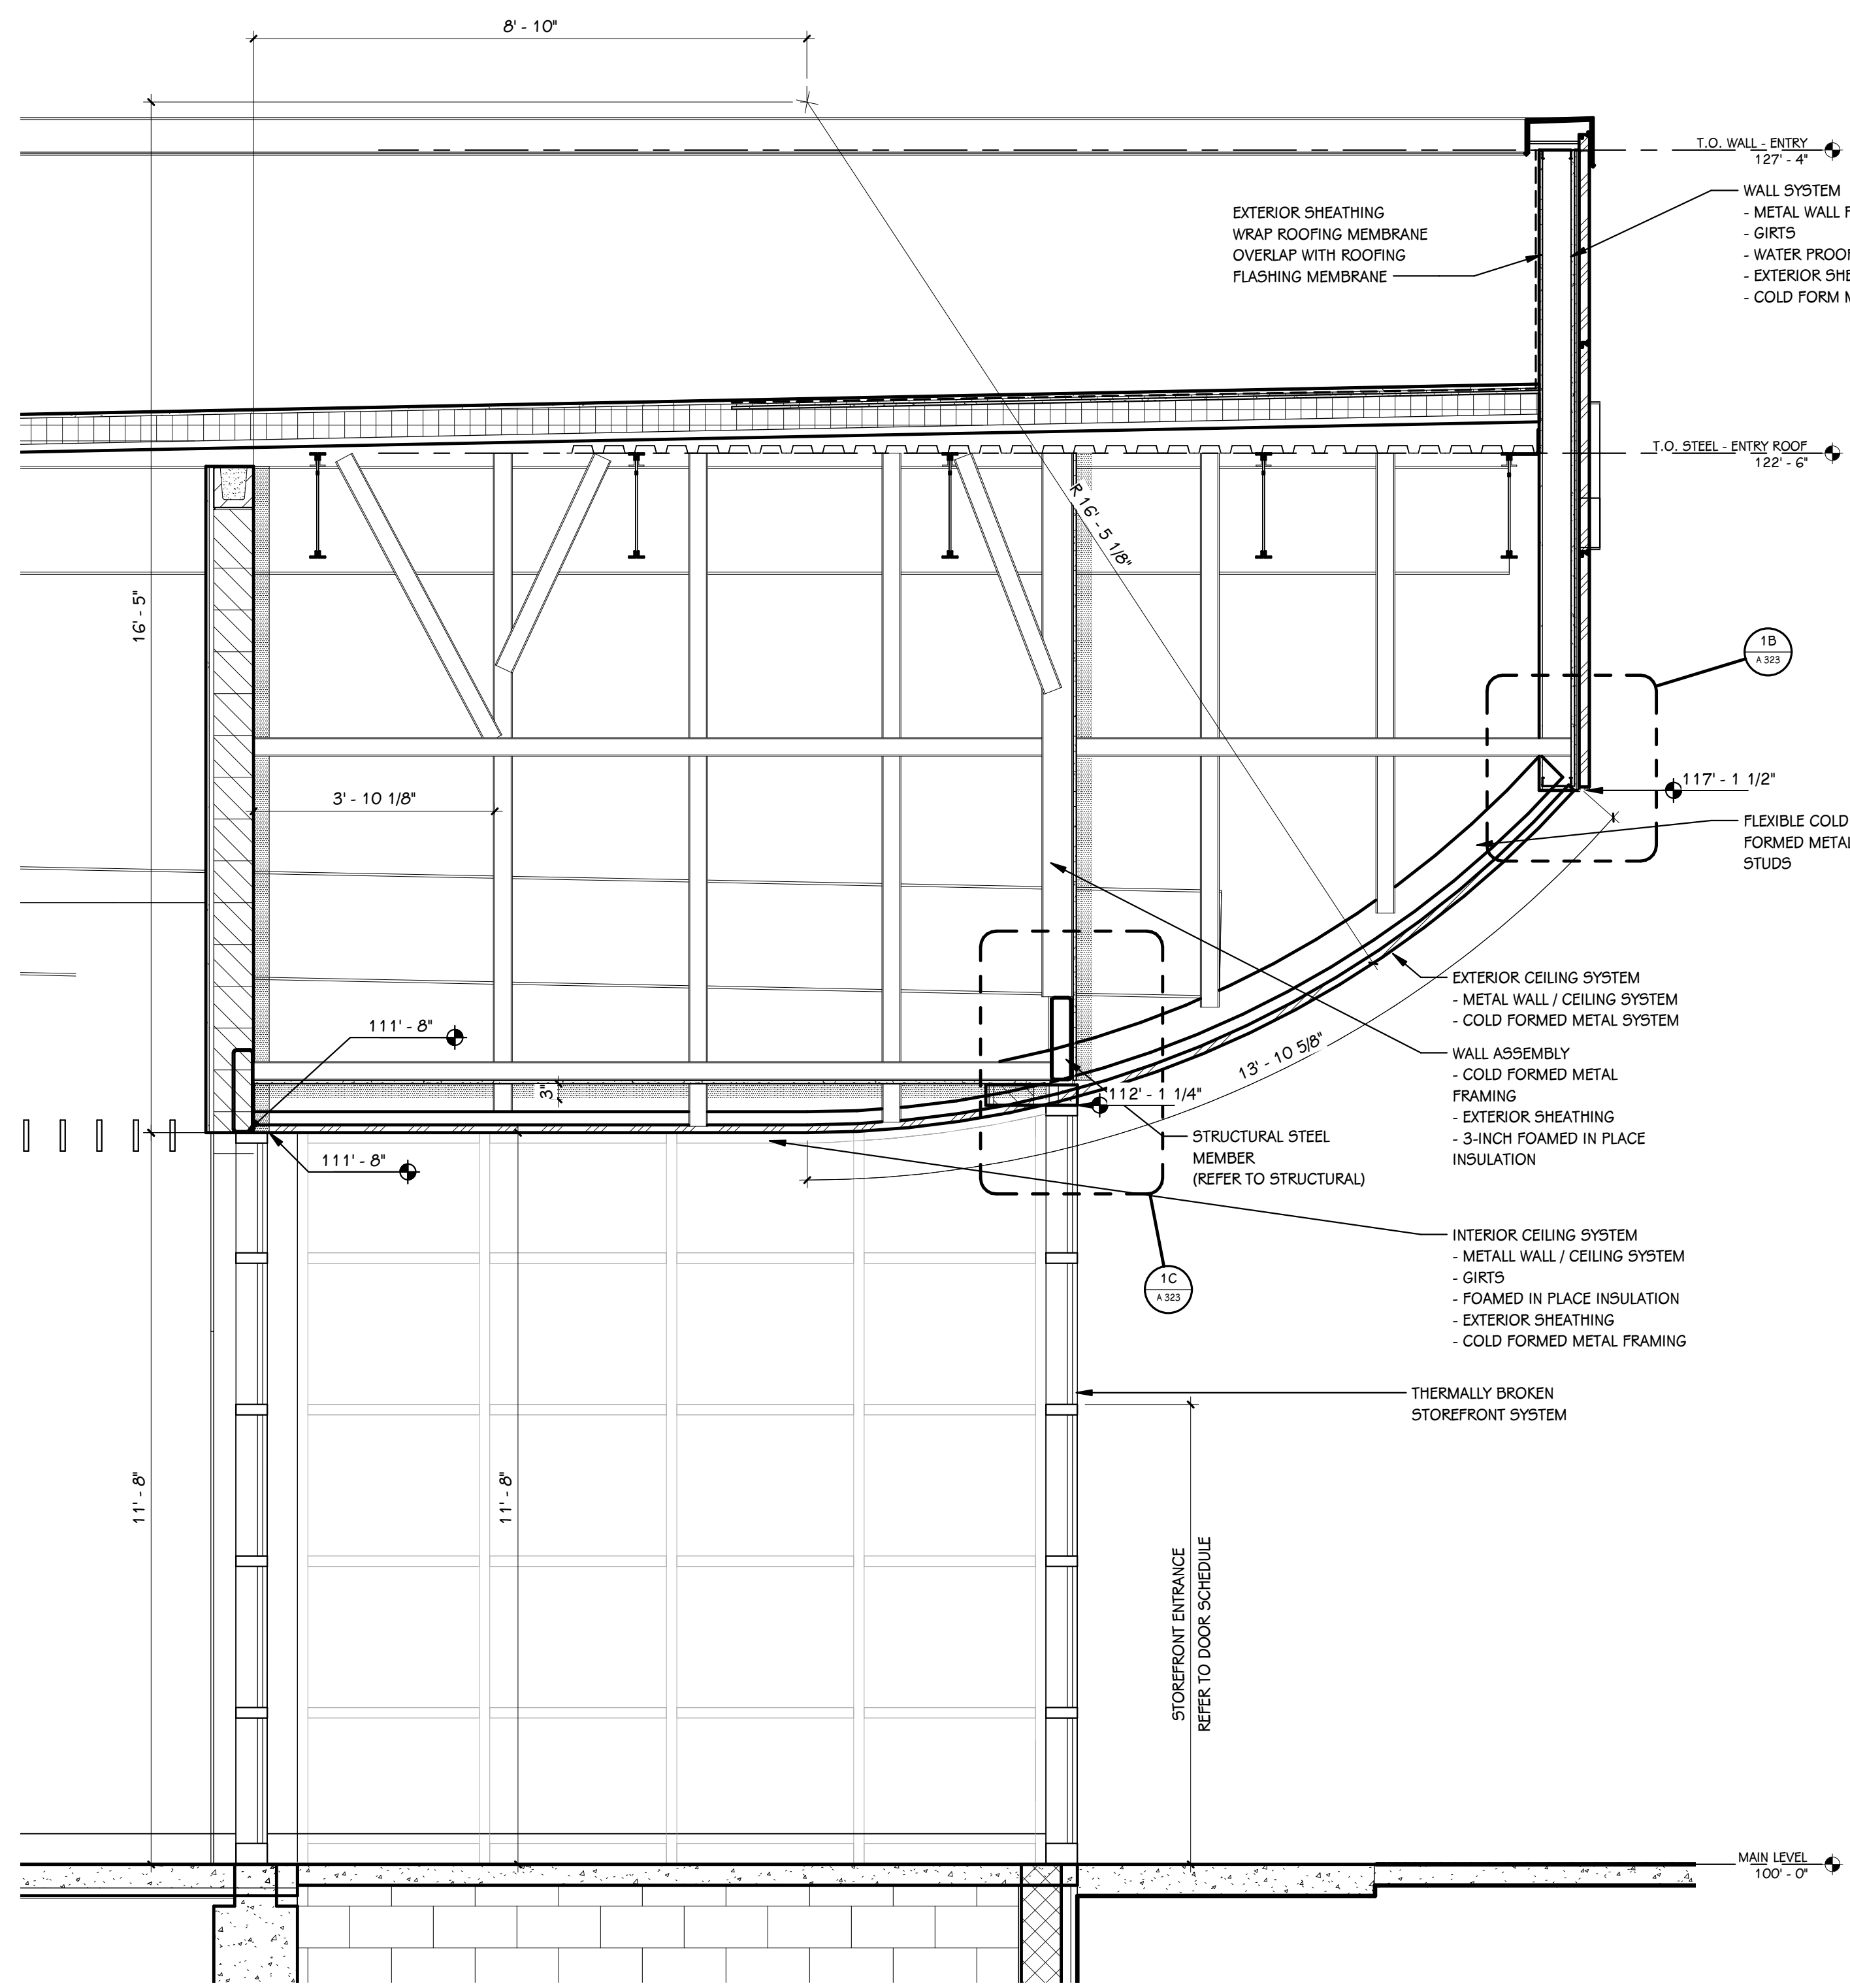 8' - 10"
T.O. WALL - ENTRY
127' - 4"
WALL SYSTEM
- METAL WALL
- GIRTS
- WATER
- EXTERIOR
- COLD FORM
EXTERIOR SHEATHING
WRAP ROOFING MEMBRANE
OVERLAP WITH ROOFING
FLASHING MEMBRANE
T.O. STEEL - ENTRY ROOF
122' - 6"
R 16' - 5 1/8"
16' - 5"
1B
A 323
117' - 1 1/2"
3' - 10 1/8"
FLEXIBLE COLD
FORMED METAL
STUDS
EXTERIOR CEILING SYSTEM
- METAL WALL / CEILING SYSTEM
- COLD FORMED METAL SYSTEM
111' - 8"
13' - 10 5/8"
WALL ASSEMBLY
- COLD FORMED METAL
FRAMING
- EXTERIOR SHEATHING
- 3-INCH FOAMED IN PLACE
INSULATION
3"
112' - 1 1/4"
STRUCTURAL STEEL
MEMBER
(REFER TO STRUCTURAL)
111' - 8"
INTERIOR CEILING SYSTEM
- METALL WALL / CEILING SYSTEM
- GIRTS
- FOAMED IN PLACE INSULATION
- EXTERIOR SHEATHING
- COLD FORMED METAL FRAMING
1C
A 323
THERMALLY BROKEN
STOREFRONT SYSTEM
11' - 8"
11' - 8"
STOREFRONT ENTRANCE
REFER TO DOOR SCHEDULE
MAIN LEVEL
100' - 0"